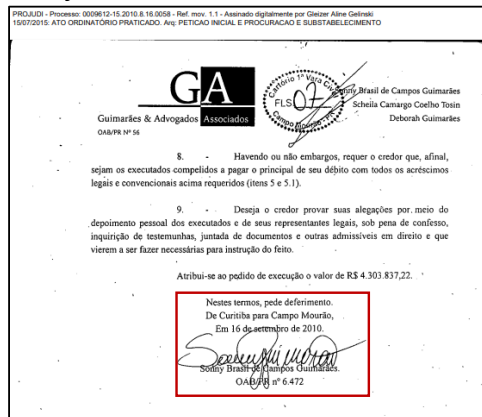 PROJUDI - Processo: 0009612-15.2010.8.16.0058 - Ref. mov. 1.1 - Assinado digitalmente por Gleizer Aline Gelinski
15/07/2015: ATO ORDINATÓRIO PRATICADO. Arq: PETICAO INICIAL E PROCURACAO E SUBSTABELECIMENTO
GA
Guimarães & Advogados Associados
OAB/PR Nº 56
Cartório 1ª Vara Cível
FLS 07
Campo Mourão - PR
Sonny Brasil de Campos Guimarães
Scheila Camargo Coelho Tosin
Deborah Guimarães
8. - Havendo ou não embargos, requer o credor que, afinal,
sejam os executados compelidos a pagar o principal de seu débito com todos os acréscimos
legais e convencionais acima requeridos (itens 5 e 5.1).
9. - Deseja o credor provar suas alegações por meio do
depoimento pessoal dos executados e de seus representantes legais, sob pena de confesso,
inquirição de testemunhas, juntada de documentos e outras admissíveis em direito e que
vierem a ser fazer necessárias para instrução do feito.
Atribui-se ao pedido de execução o valor de R$ 4.303.837,22.
Nestes termos, pede deferimento.
De Curitiba para Campo Mourão,
Em 16 de setembro de 2010.
Sonny Brasil de Campos Guimarães.
OAB/PR nº 6.472